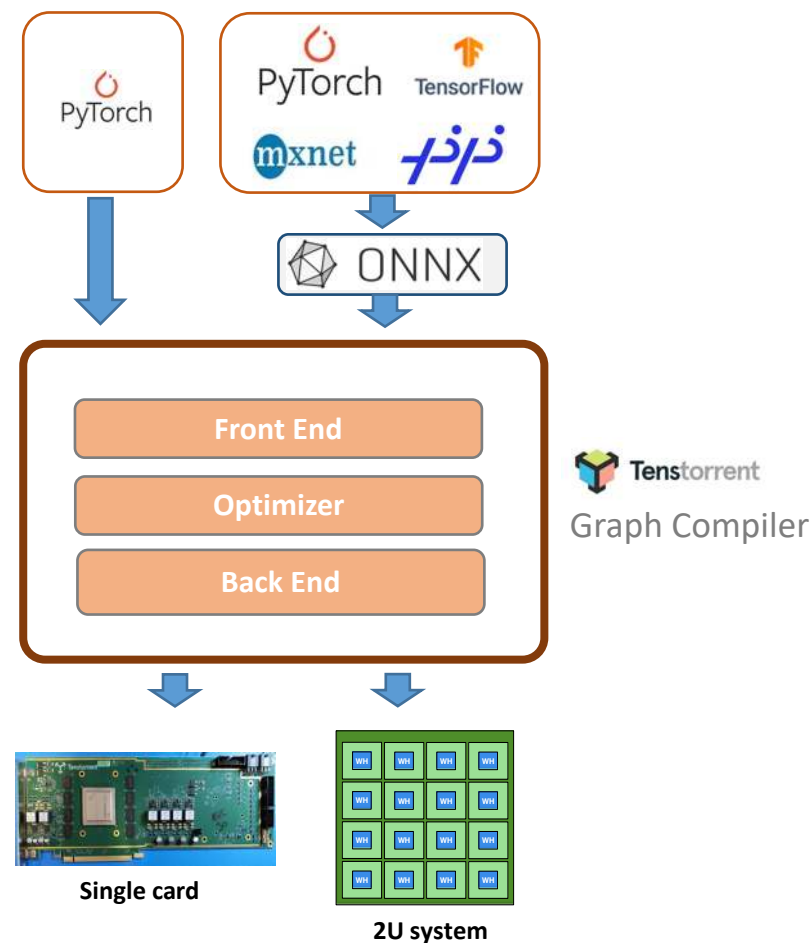 PyTorch
PyTorch
TensorFlow
mxnet
ONNX
Front End
Optimizer
Back End
Tenstorrent
Graph Compiler
Tenstorrent
Single card
WH WH WH WH
WH WH WH WH
WH WH WH WH
WH WH WH WH
2U system